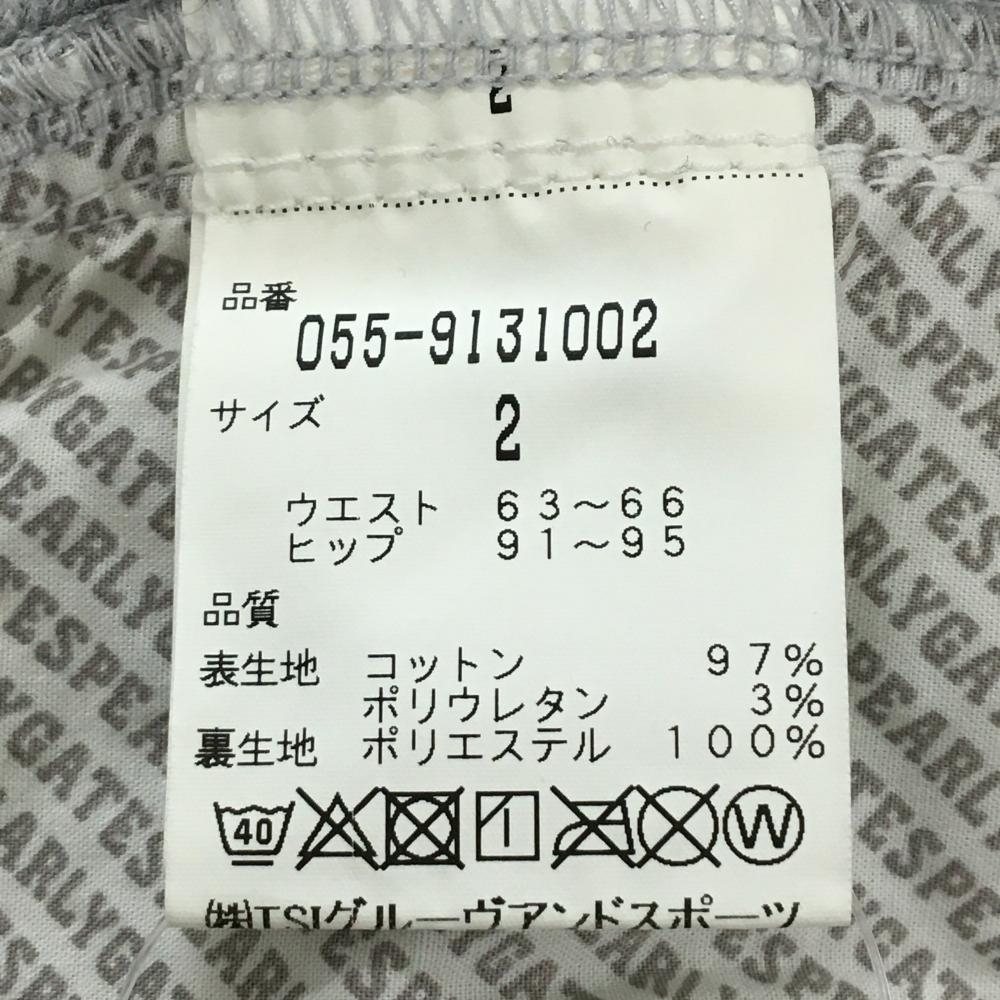 2
品番
055-9131002
サイズ 2
ウエスト 63～66
ヒップ 91～95
品質
表生地 コットン 97%
ポリウレタン 3%
裏生地 ポリエステル 100%
40 W
㈱TSIグルーヴアンドスポーツ
PEARLYGATES